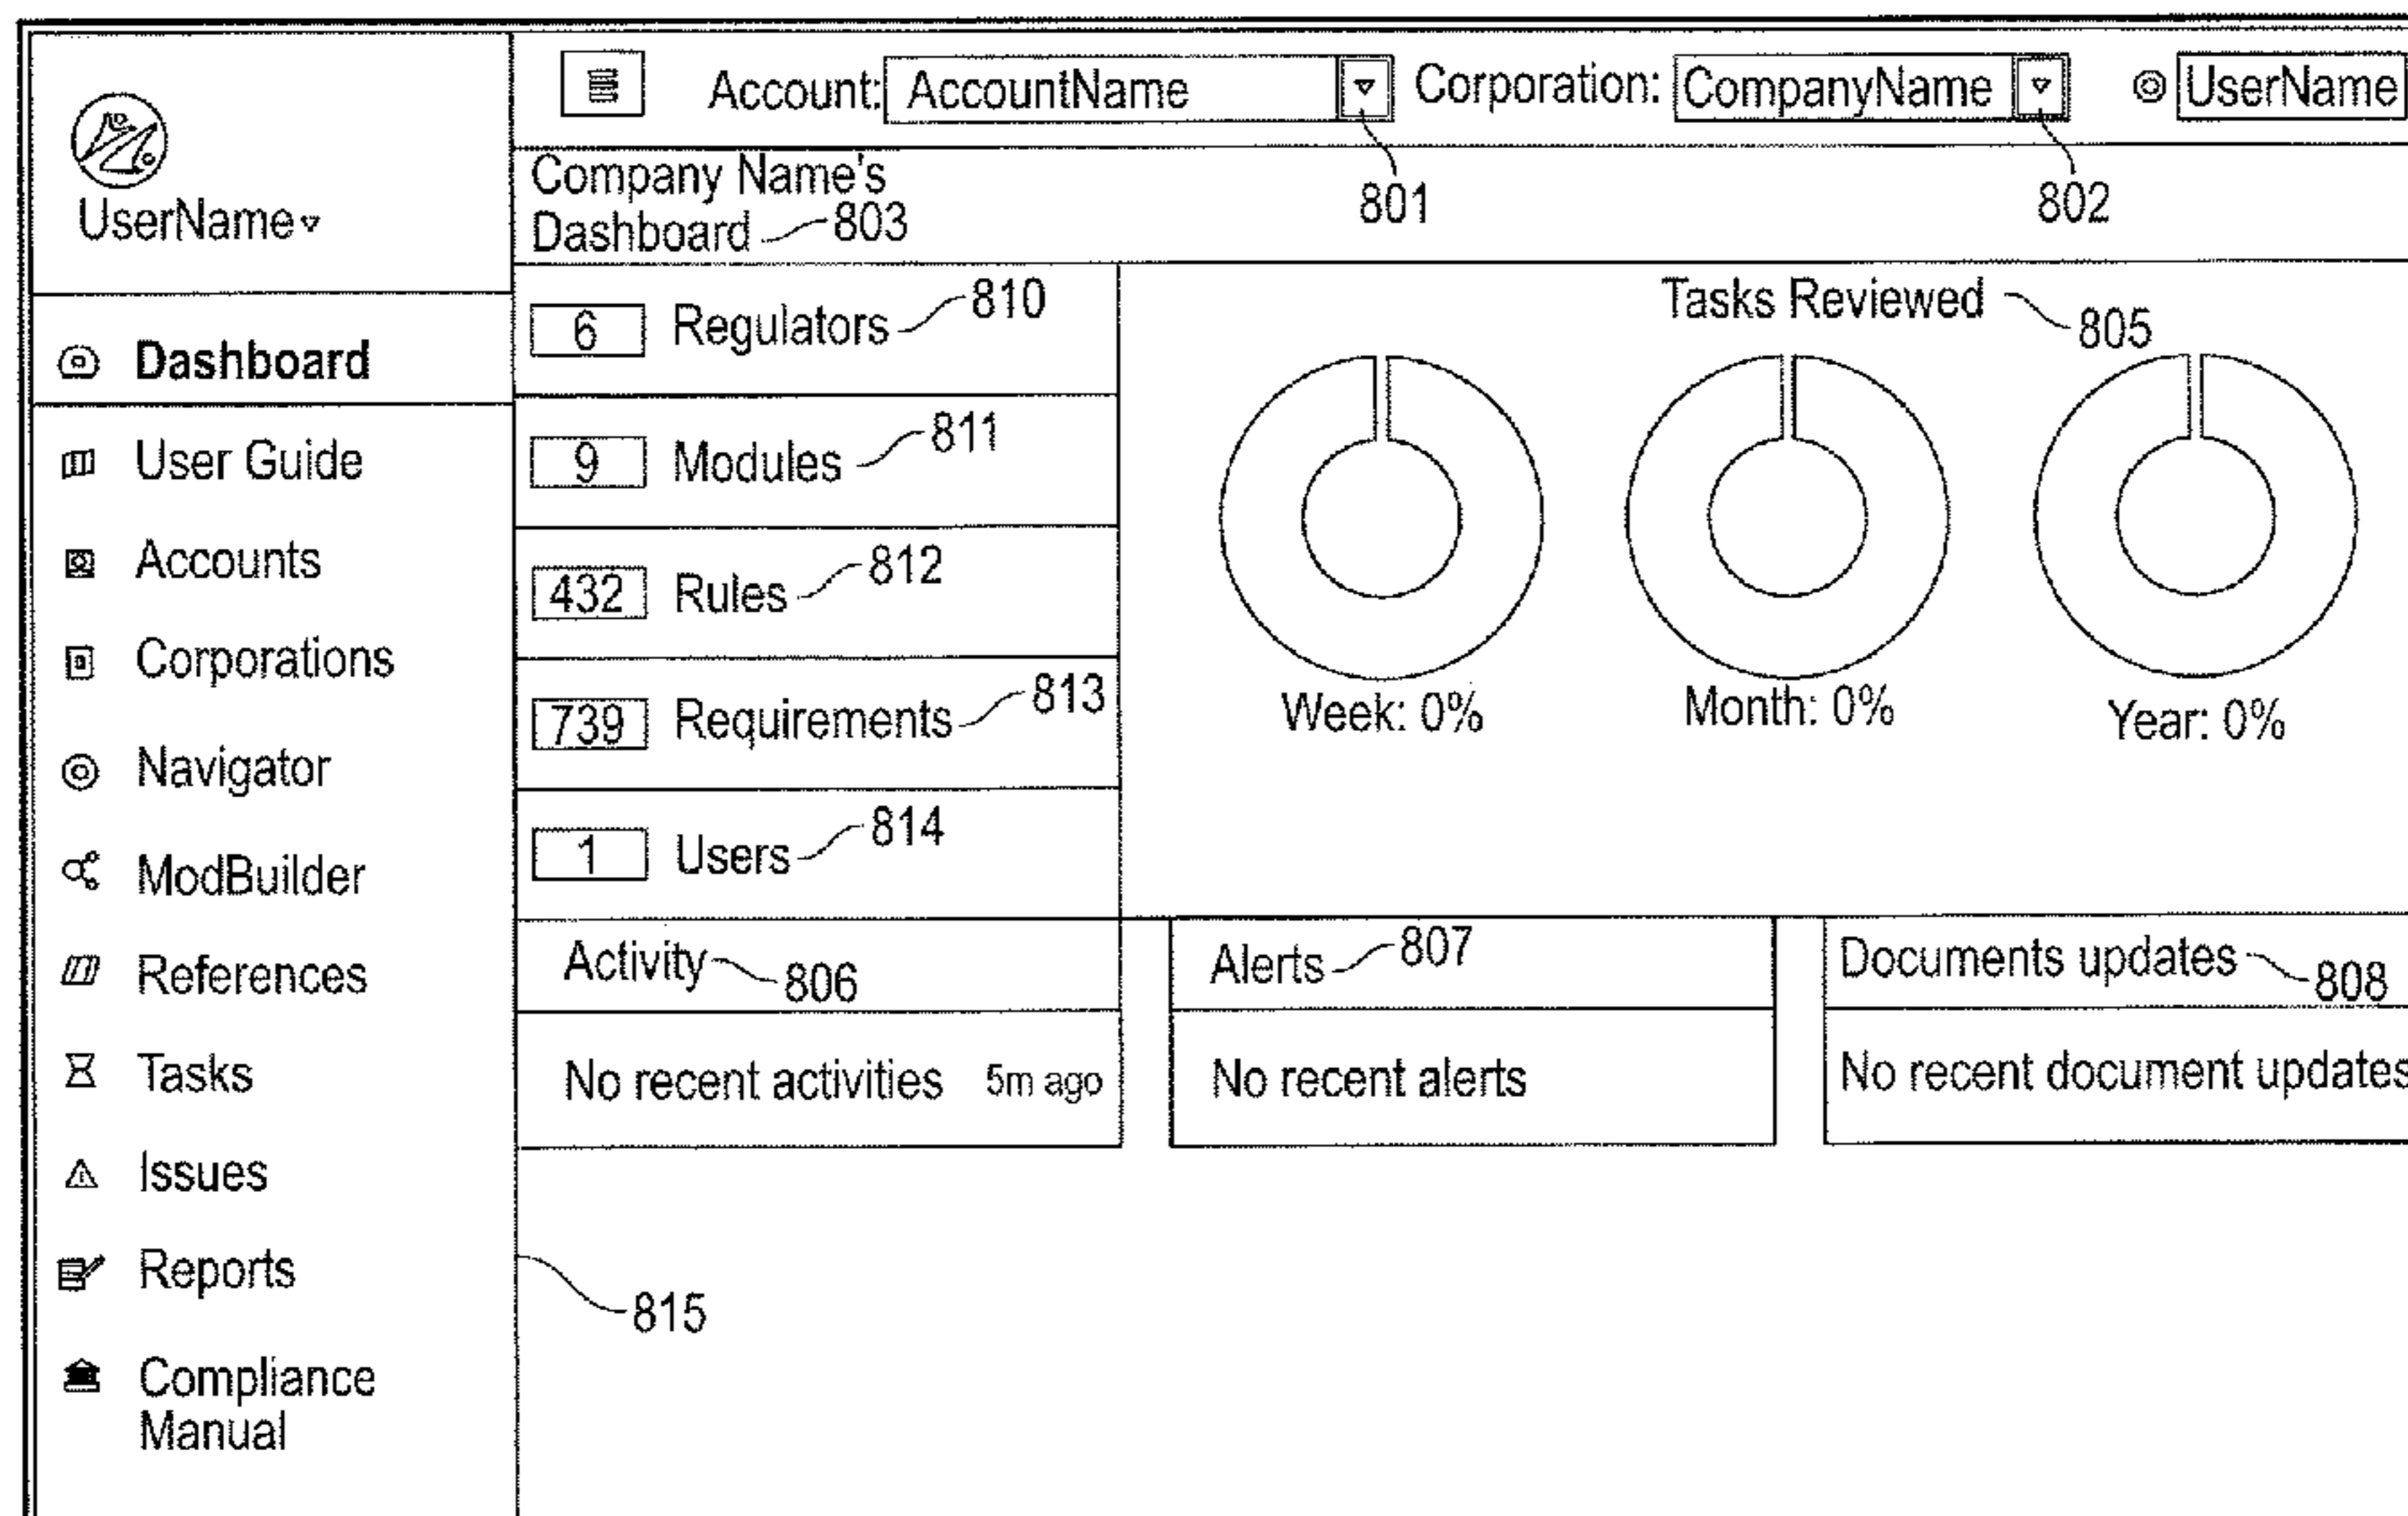 Account: AccountName Corporation: CompanyName UserName
801 802
UserName
Company Name's
Dashboard 803
Dashboard
User Guide
Accounts
Corporations
Navigator
ModBuilder
References
Tasks
Issues
Reports
Compliance
Manual
815
6 Regulators 810
9 Modules 811
432 Rules 812
739 Requirements 813
1 Users 814
Tasks Reviewed 805
Week: 0% Month: 0% Year: 0%
Activity 806
No recent activities 5m ago
Alerts 807
No recent alerts
Documents updates 808
No recent document updates